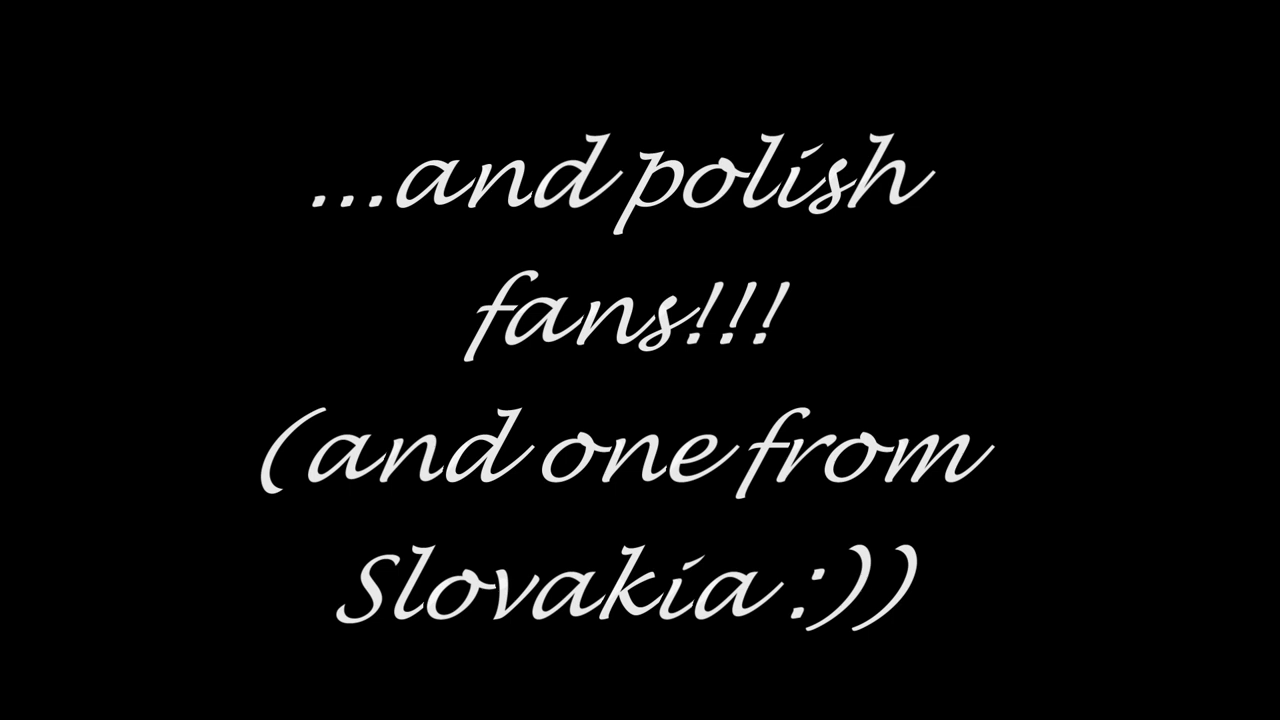 ...and polish
fans!!!
(and one from
Slovakia :))